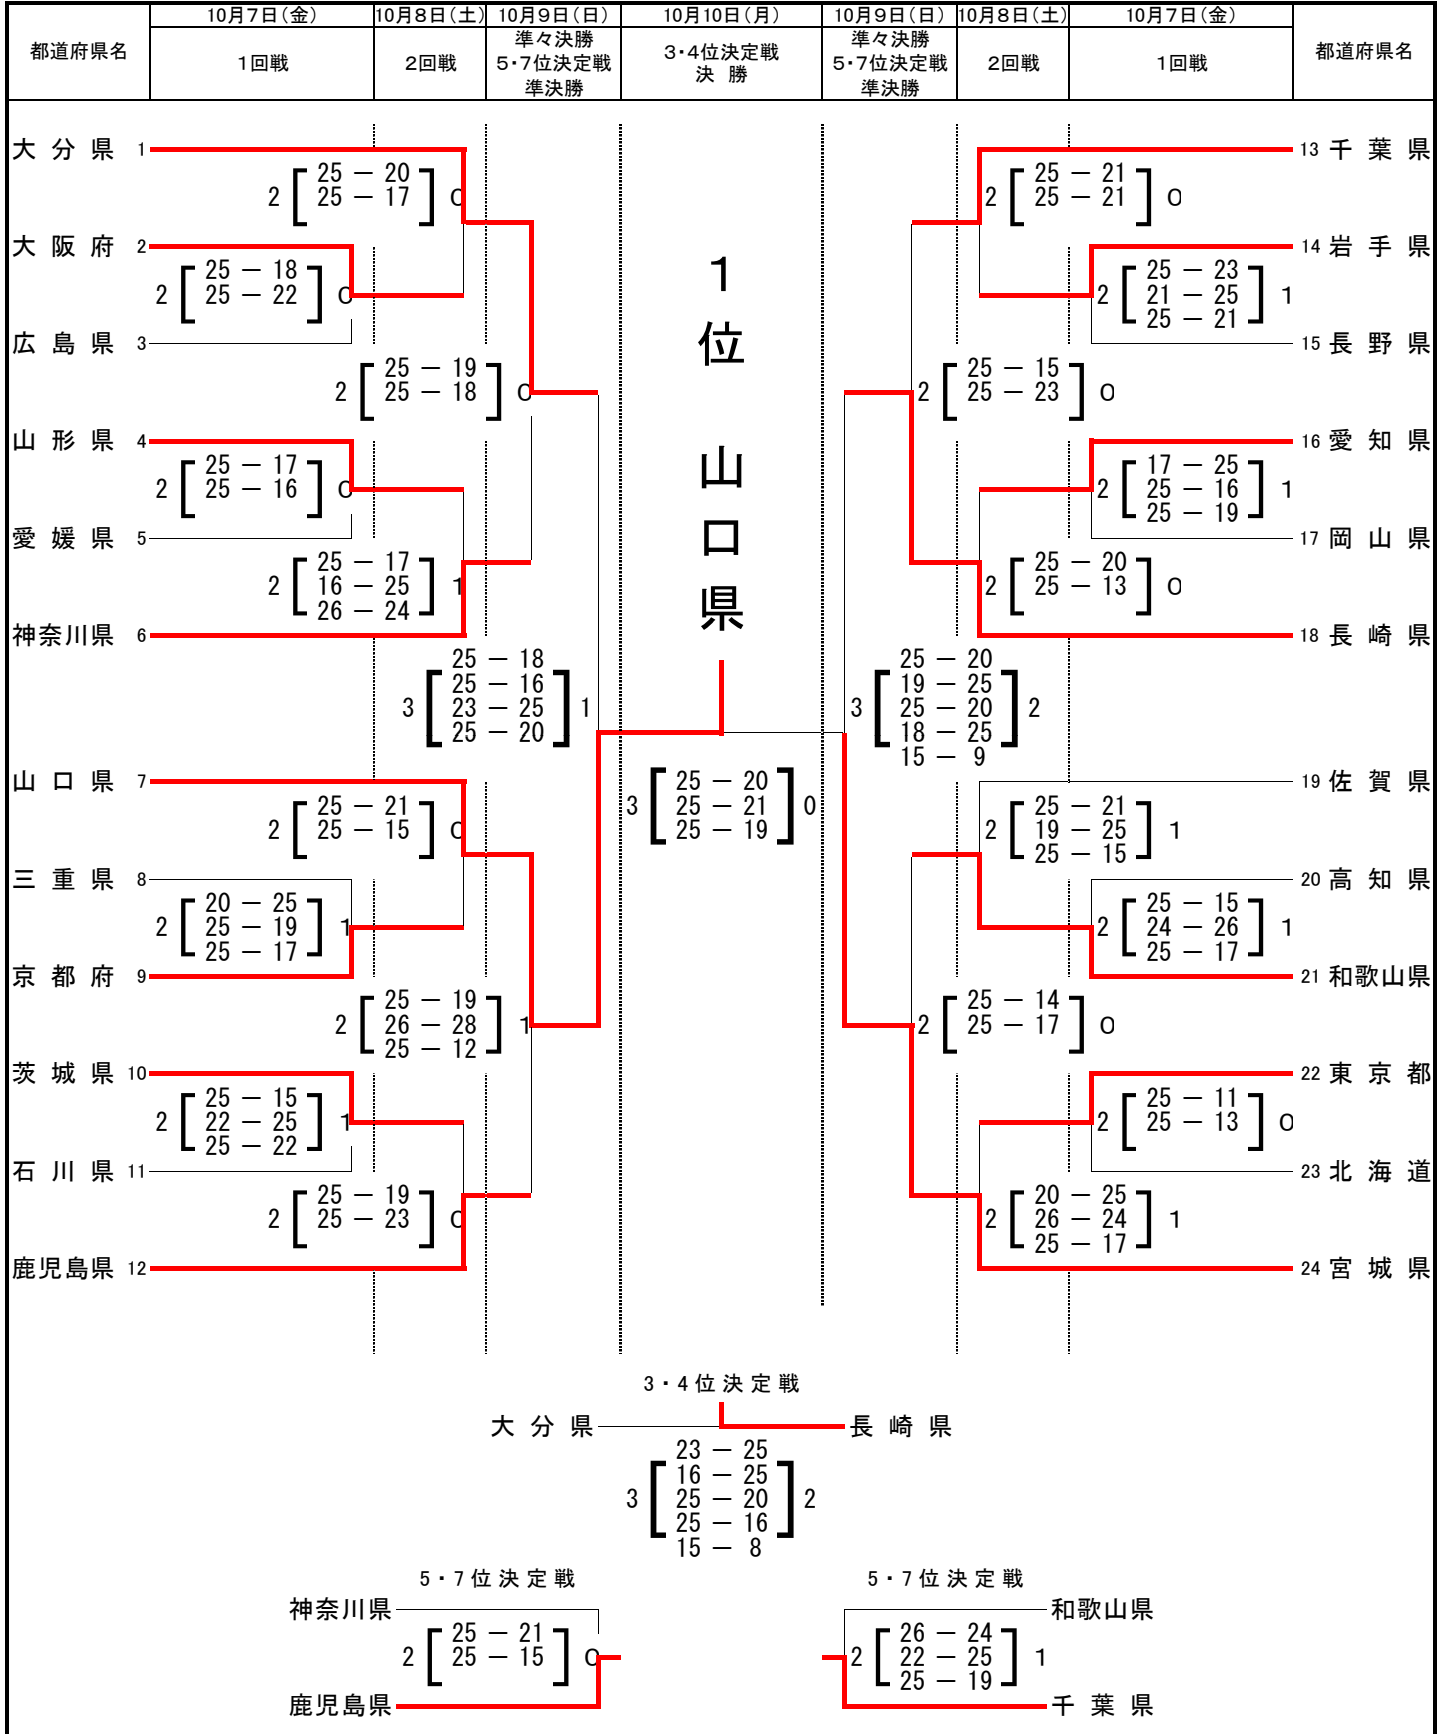 10月7日(金) 10月8日(土) 10月9日(日) 10月10日(月) 10月9日(日) 10月8日(土) 10月7日(金)
都道府県名 1回戦 2回戦 準々決勝 5・7位決定戦 準決勝 3・4位決定戦 決 勝 準々決勝 5・7位決定戦 準決勝 2回戦 1回戦 都道府県名
大 分 県 1
2 25 － 20 0
25 － 17
大 阪 府 2
2 25 － 18 0
25 － 22
広 島 県 3
2 25 － 19 0
25 － 18
山 形 県 4
2 25 － 17 0
25 － 16
愛 媛 県 5
2 25 － 17 1
16 － 25
26 － 24
神奈川県 6
3 25 － 18 1
25 － 16
23 － 25
25 － 20
山 口 県 7
2 25 － 21 0
25 － 15
三 重 県 8
2 20 － 25 1
25 － 19
25 － 17
京 都 府 9
2 25 － 19 1
26 － 28
25 － 12
茨 城 県 10
2 25 － 15 1
22 － 25
25 － 22
石 川 県 11
2 25 － 19 0
25 － 23
鹿児島県 12
1位 山口県
3 25 － 20 0
25 － 21
25 － 19
13 千 葉 県
2 25 － 21 0
25 － 21
14 岩 手 県
2 25 － 23 1
21 － 25
25 － 21
15 長 野 県
2 25 － 15 0
25 － 23
16 愛 知 県
2 17 － 25 1
25 － 16
25 － 19
17 岡 山 県
2 25 － 20 0
25 － 13
18 長 崎 県
3 25 － 20 2
19 － 25
25 － 20
18 － 25
15 － 9
19 佐 賀 県
2 25 － 21 1
19 － 25
25 － 15
20 高 知 県
2 25 － 15 1
24 － 26
25 － 17
21 和歌山県
2 25 － 14 0
25 － 17
22 東 京 都
2 25 － 11 0
25 － 13
23 北 海 道
2 20 － 25 1
26 － 24
25 － 17
24 宮 城 県
3・4位決定戦
大 分 県 長 崎 県
3 23 － 25 2
16 － 25
25 － 20
25 － 16
15 － 8
5・7位決定戦
神奈川県
2 25 － 21 0
25 － 15
鹿児島県
5・7位決定戦
和歌山県
2 26 － 24 1
22 － 25
25 － 19
千 葉 県